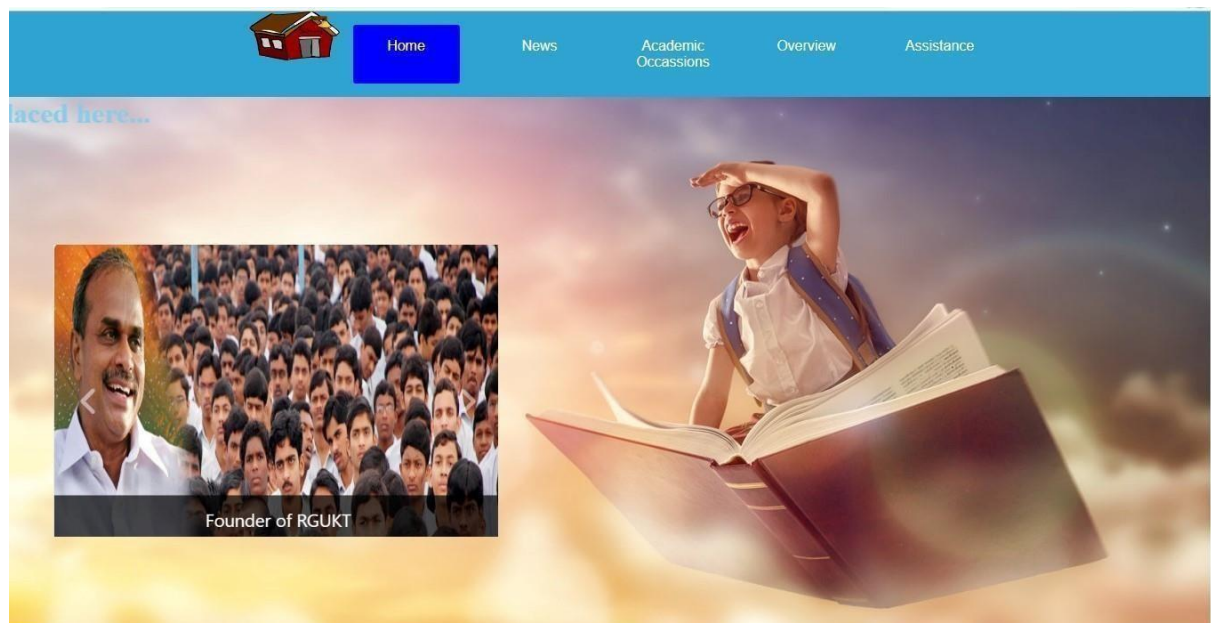 Home
News
Academic
Occassions
Overview
Assistance
laced here...
Founder of RGUKT